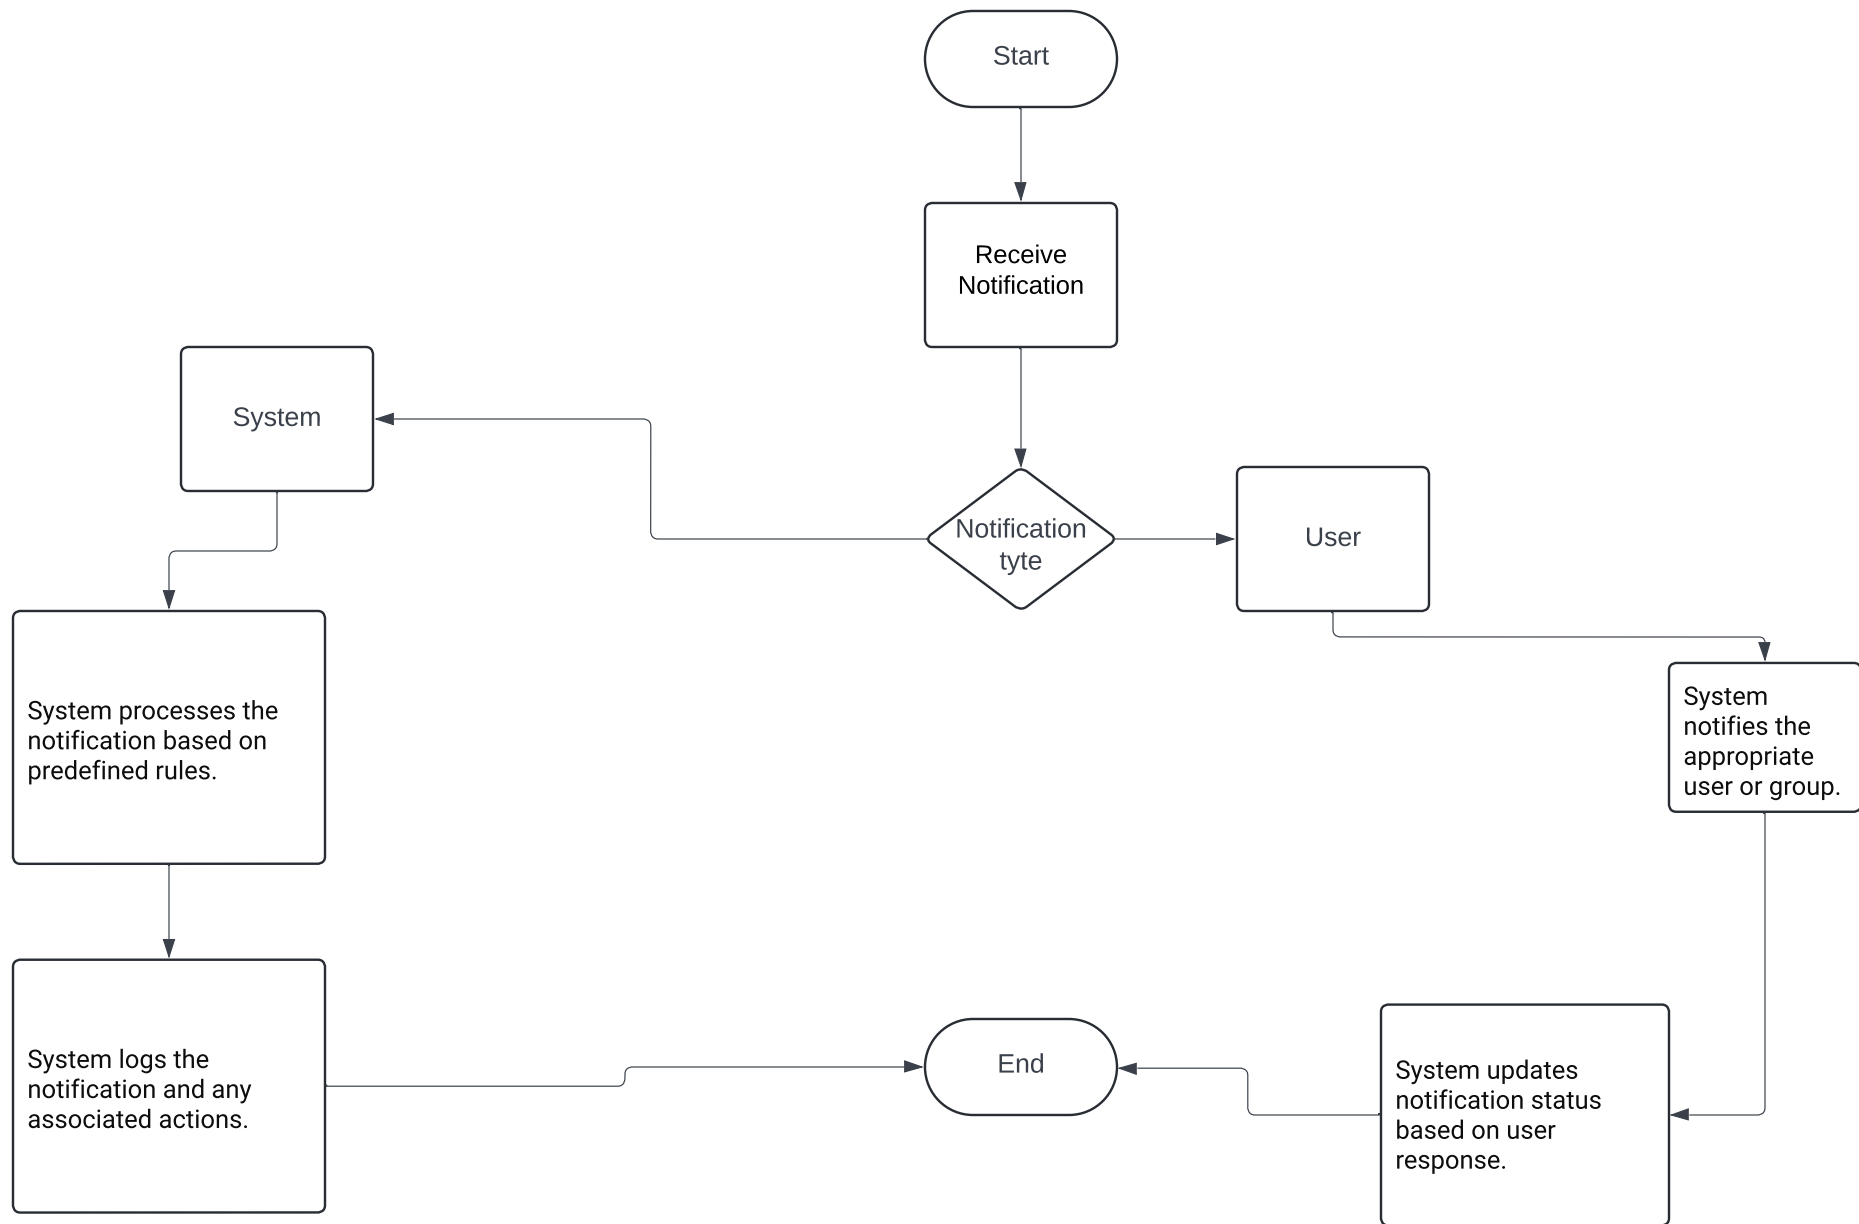 Start
Receive
Notification
System
Notification
tyte
User
System processes the
notification based on
predefined rules.
System
notifies the
appropriate
user or group.
System logs the
notification and any
associated actions.
End
System updates
notification status
based on user
response.